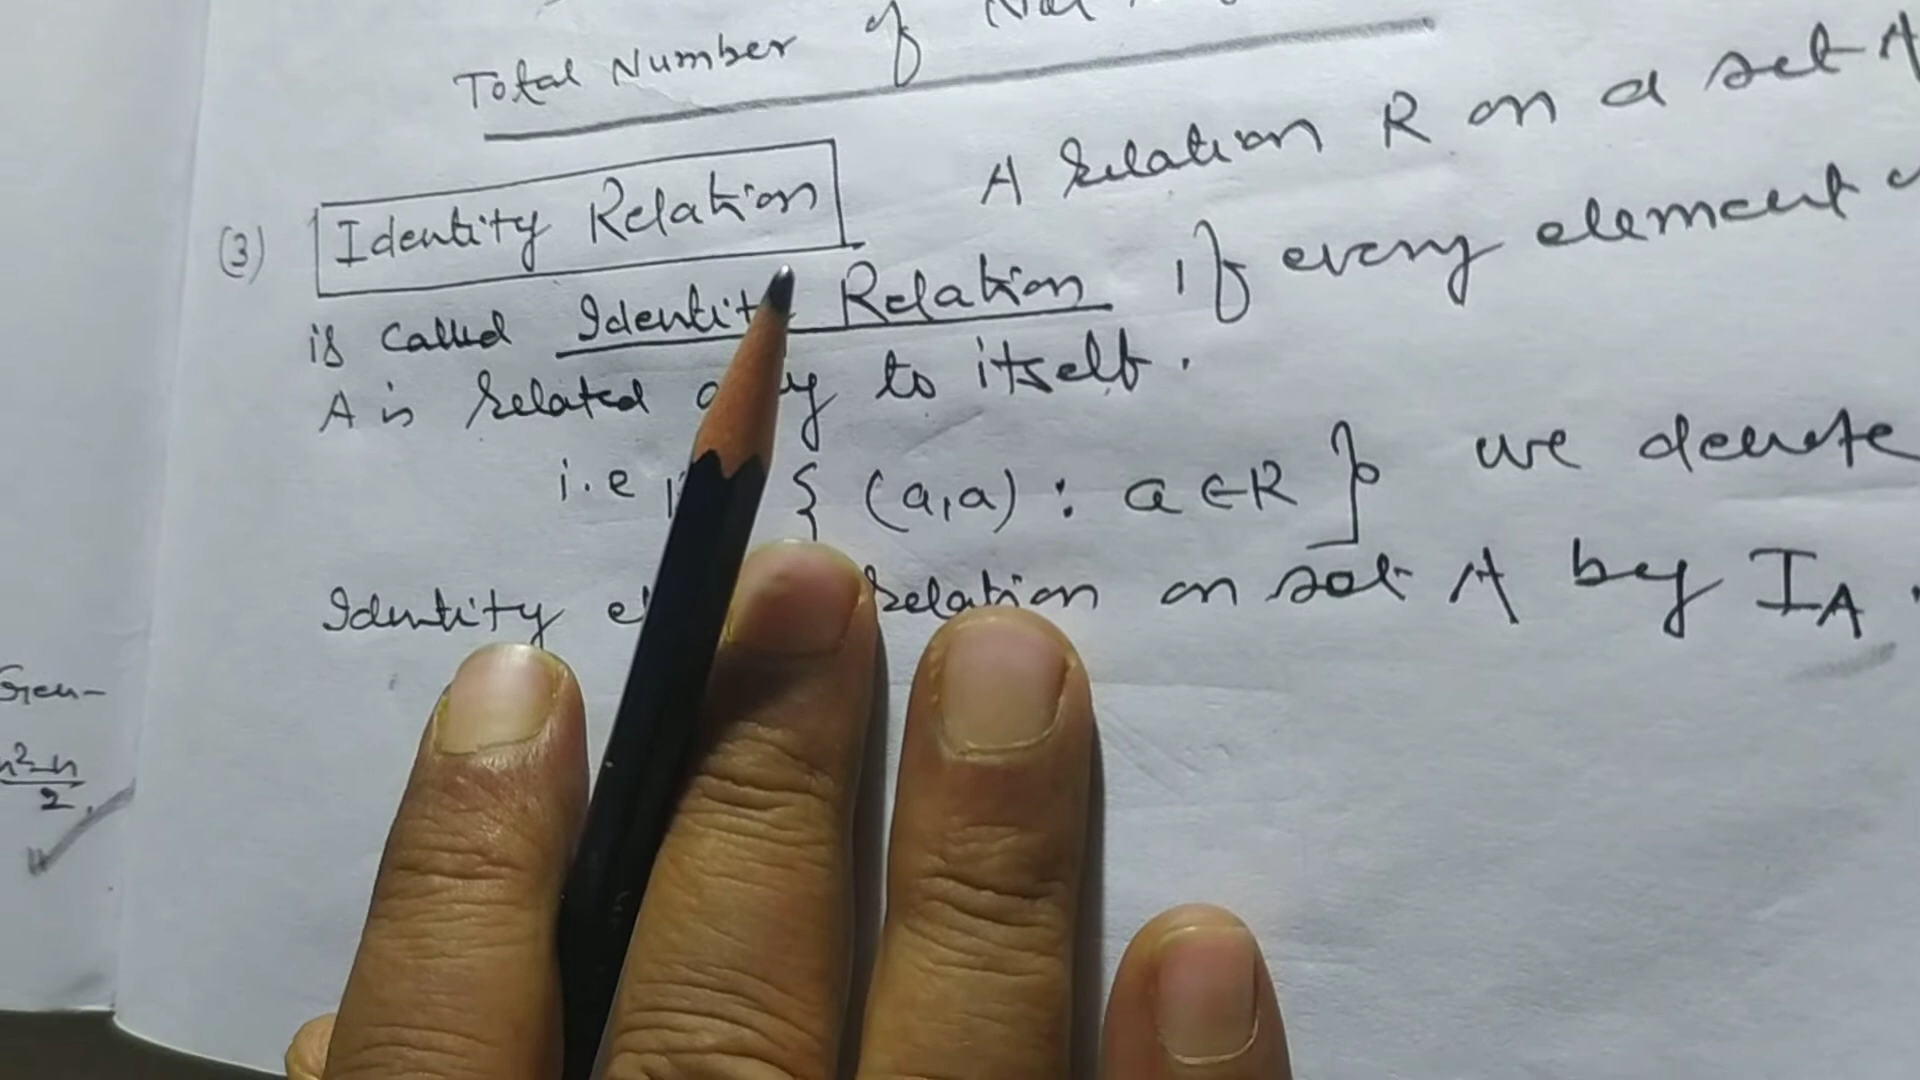 Total Number of
(3) Identity Relation A Relation R on a set A
is called Identity Relation if every element
A is Related only to itself.
i.e { (a,a) : a ∈ R } we denote
Identity relation on set A by I_A.
Gen-
n²-n
2